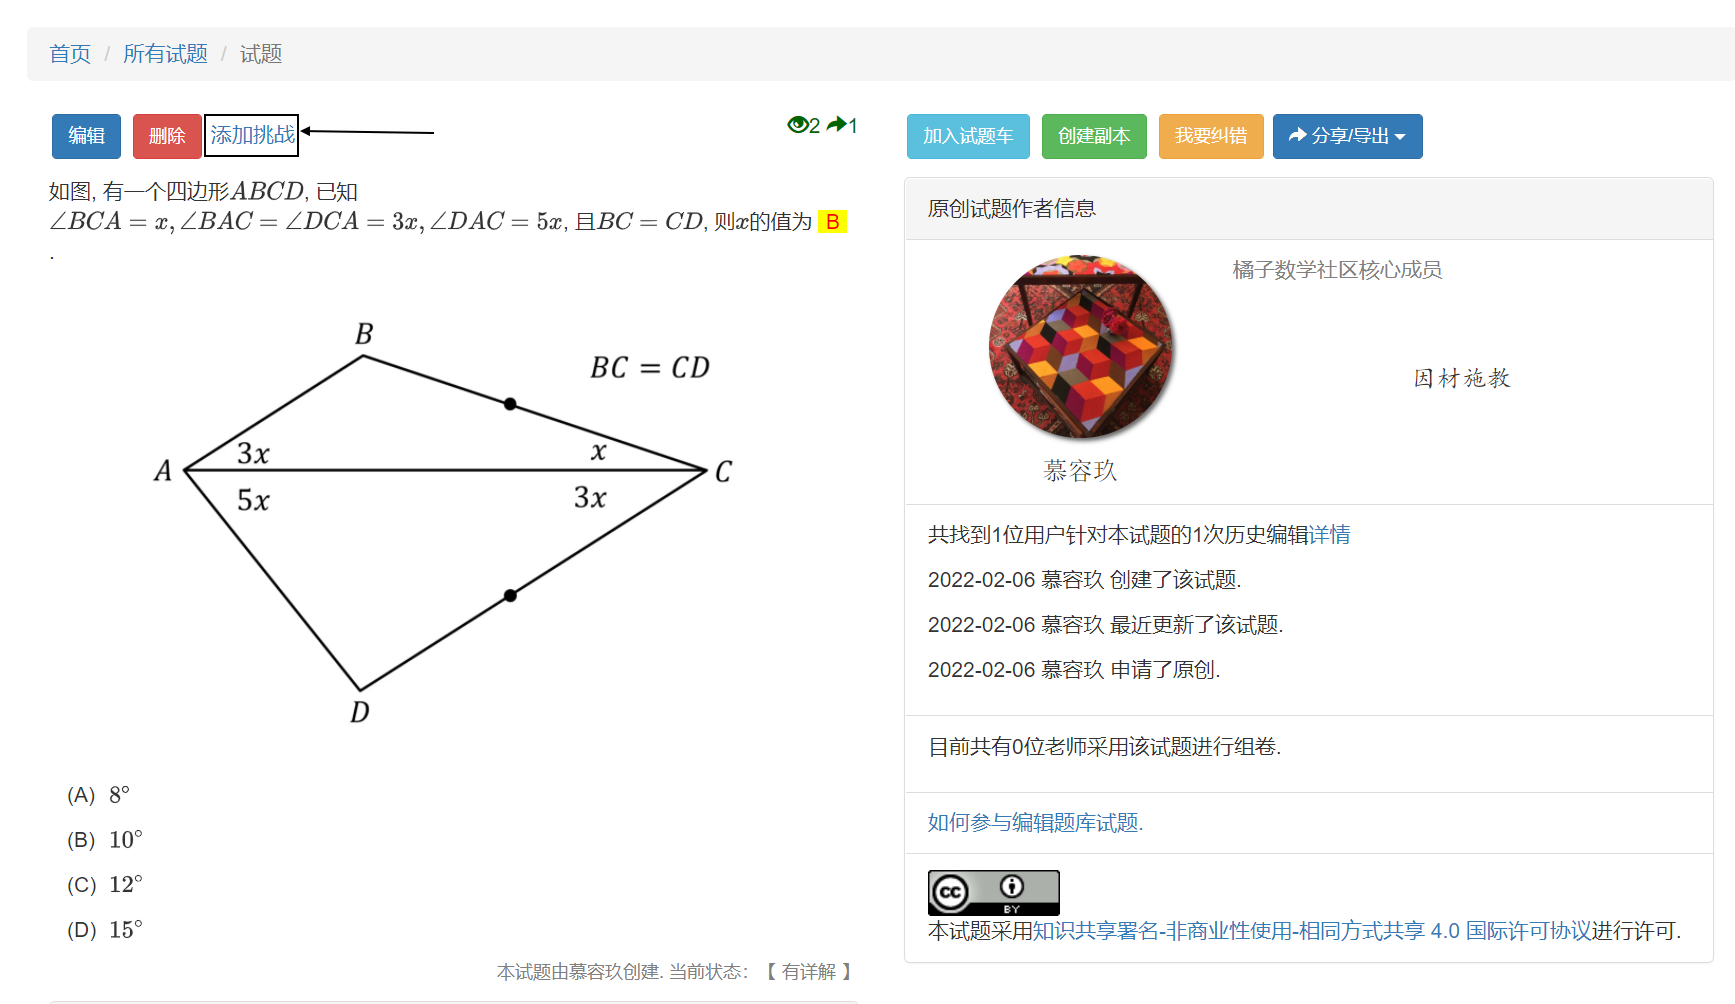 首页 / 所有试题 / 试题
编辑 删除 添加挑战 2 1
如图, 有一个四边形ABCD, 已知
∠BCA = x, ∠BAC = ∠DCA = 3x, ∠DAC = 5x, 且BC = CD, 则x的值为 B
.
B
BC = CD
3x
x
A
C
5x
3x
D
(A) 8°
(B) 10°
(C) 12°
(D) 15°
本试题由慕容玖创建. 当前状态: 【 有详解 】
加入试题车 创建副本 我要纠错 分享/导出
原创试题作者信息
橘子数学社区核心成员
因材施教
慕容玖
共找到1位用户针对本试题的1次历史编辑详情
2022-02-06 慕容玖 创建了该试题.
2022-02-06 慕容玖 最近更新了该试题.
2022-02-06 慕容玖 申请了原创.
目前共有0位老师采用该试题进行组卷.
如何参与编辑题库试题.
cc
BY
本试题采用知识共享署名-非商业性使用-相同方式共享 4.0 国际许可协议进行许可.